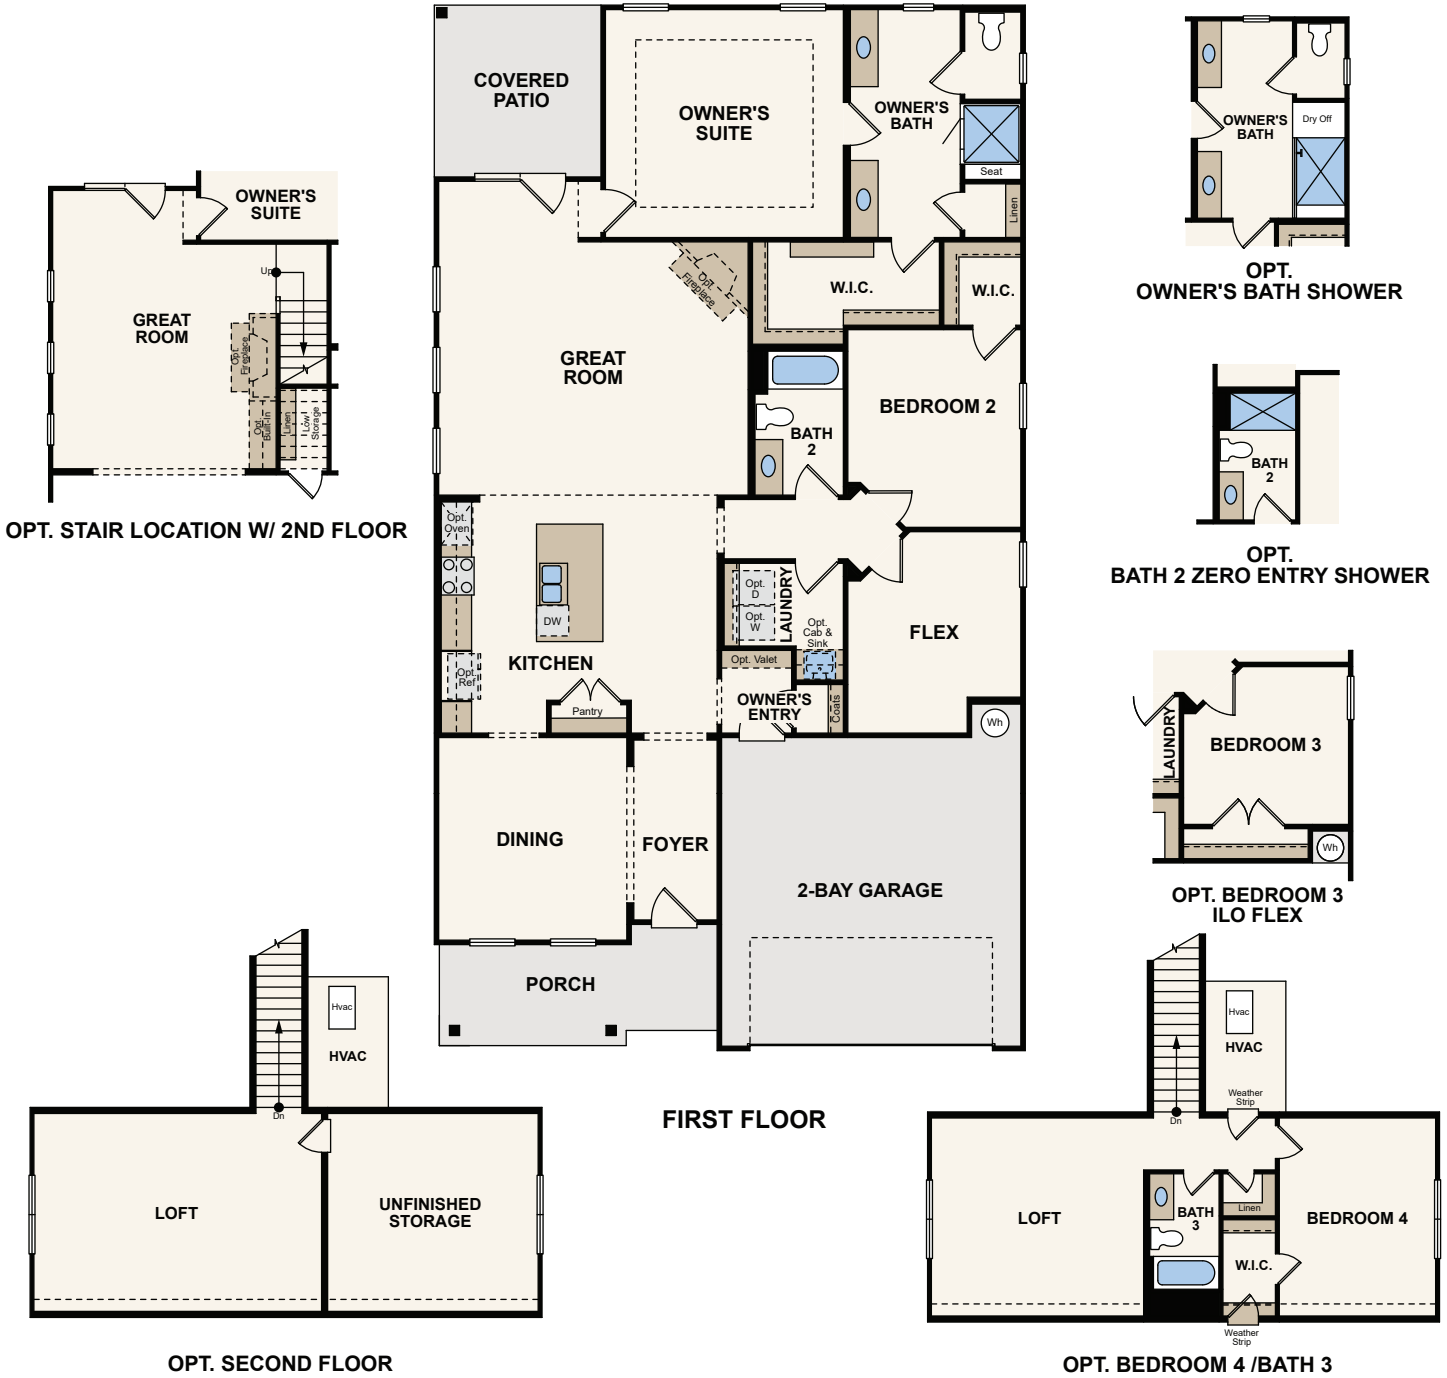 COVERED
PATIO
OWNER'S
SUITE
OWNER'S
BATH
Seat
Linen
W.I.C.
W.I.C.
Opt.
Fireplace
GREAT
ROOM
BEDROOM 2
BATH
2
Opt.
Oven
DW
KITCHEN
Opt.
Ref
Pantry
Opt.
D
Opt.
W
LAUNDRY
Opt.
Cab &
Sink
Opt. Valet
OWNER'S
ENTRY
Coats
FLEX
Wh
DINING
FOYER
2-BAY GARAGE
PORCH
FIRST FLOOR
OWNER'S
SUITE
Up
GREAT
ROOM
Opt.
Fireplace
Opt.
Built-In
Linen
Low
Storage
OPT. STAIR LOCATION W/ 2ND FLOOR
Hvac
HVAC
Dn
LOFT
UNFINISHED
STORAGE
OPT. SECOND FLOOR
OWNER'S
BATH
Dry Off
OPT.
OWNER'S BATH SHOWER
BATH
2
OPT.
BATH 2 ZERO ENTRY SHOWER
LAUNDRY
BEDROOM 3
Wh
OPT. BEDROOM 3
ILO FLEX
Hvac
HVAC
Weather
Strip
Dn
LOFT
BATH
3
Linen
W.I.C.
BEDROOM 4
Weather
Strip
OPT. BEDROOM 4 /BATH 3